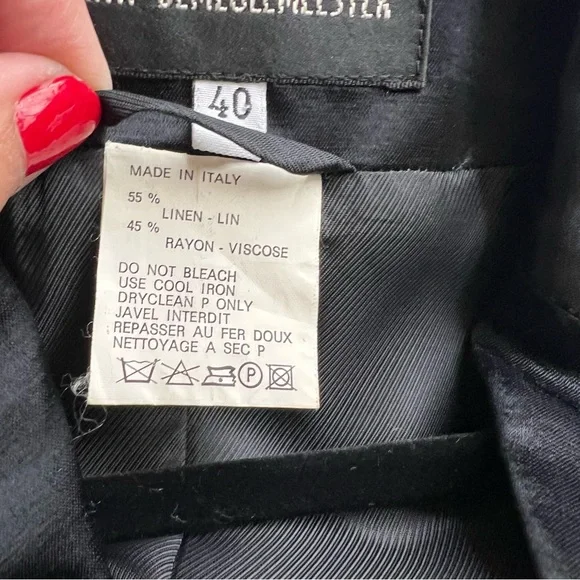 DEMEULEMEESTER
40
MADE IN ITALY
55 %
LINEN - LIN
45 %
RAYON - VISCOSE
DO NOT BLEACH
USE COOL IRON
DRYCLEAN P ONLY
JAVEL INTERDIT
REPASSER AU FER DOUX
NETTOYAGE A SEC P
P